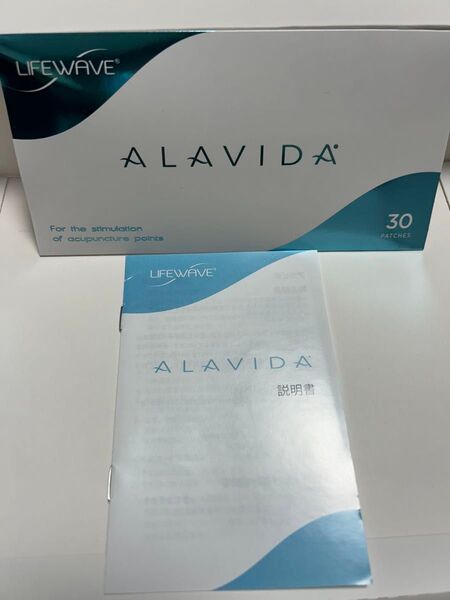 LIFEWAVE®
ALAVIDA®
For the stimulation
of acupuncture points
30
PATCHES
LIFEWAVE®
ALAVIDA®
説明書